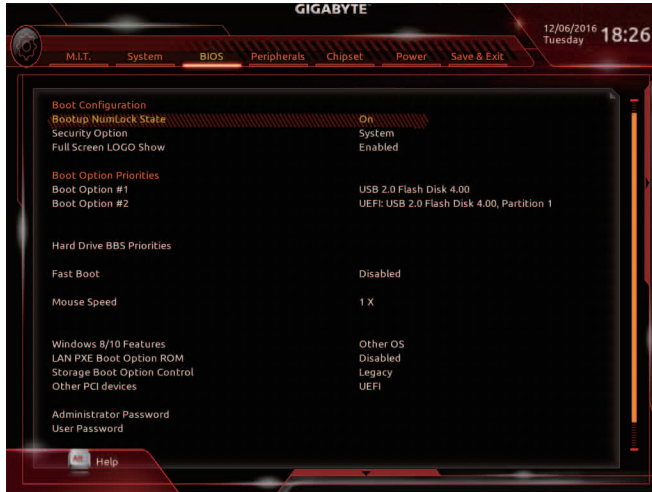 GIGABYTE
12/06/2016 Tuesday 18:26
M.I.T. System BIOS Peripherals Chipset Power Save & Exit
Boot Configuration
Bootup NumLock State On
Security Option System
Full Screen LOGO Show Enabled
Boot Option Priorities
Boot Option #1 USB 2.0 Flash Disk 4.00
Boot Option #2 UEFI: USB 2.0 Flash Disk 4.00, Partition 1
Hard Drive BBS Priorities
Fast Boot Disabled
Mouse Speed 1 X
Windows 8/10 Features Other OS
LAN PXE Boot Option ROM Disabled
Storage Boot Option Control Legacy
Other PCI devices UEFI
Administrator Password
User Password
Alt Help